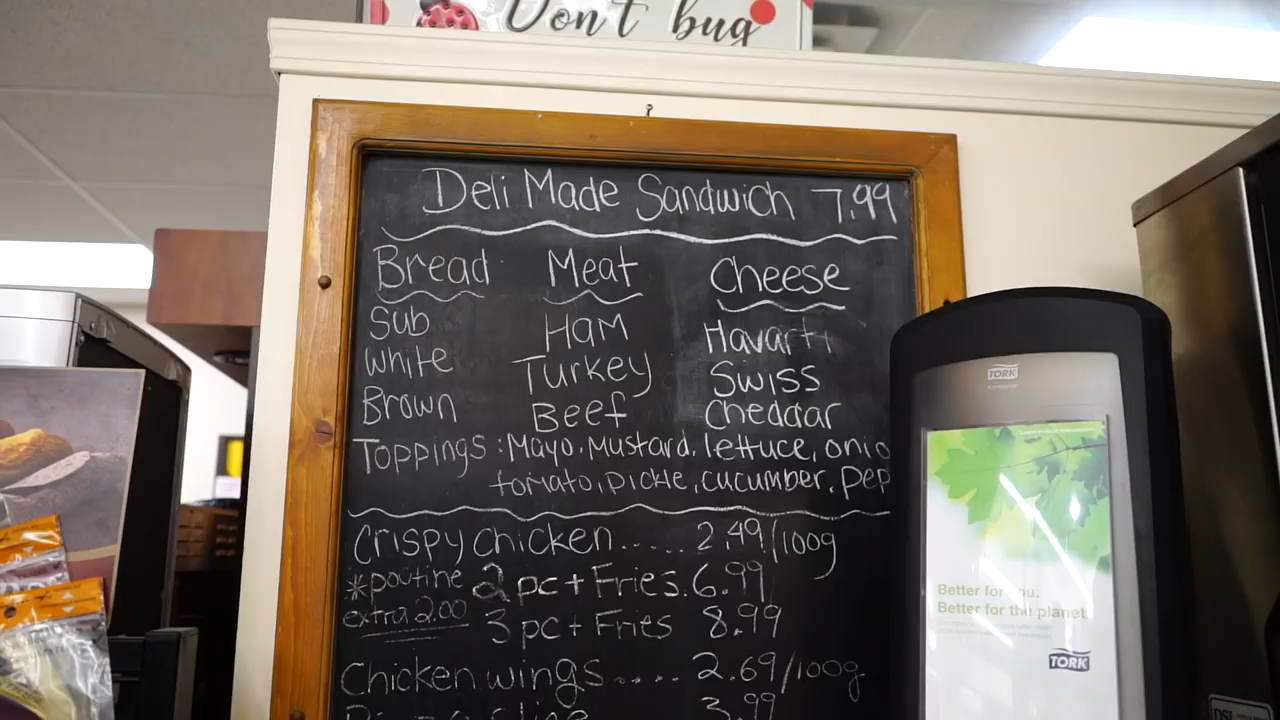 Don't bug
Deli Made Sandwich 7.99
Bread Meat Cheese
Sub Ham Havarti
White Turkey Swiss
Brown Beef Cheddar
Toppings: Mayo, Mustard, lettuce, onio
tomato, pickle, cucumber, pep
Crispy chicken..... 2.49/100g
*poutine 2pc + Fries. 6.99
extra 2.00 3 pc + Fries 8.99
Chicken wings..... 2.69/100g
3.99
TORK
Better for you.
Better for the planet.
TORK